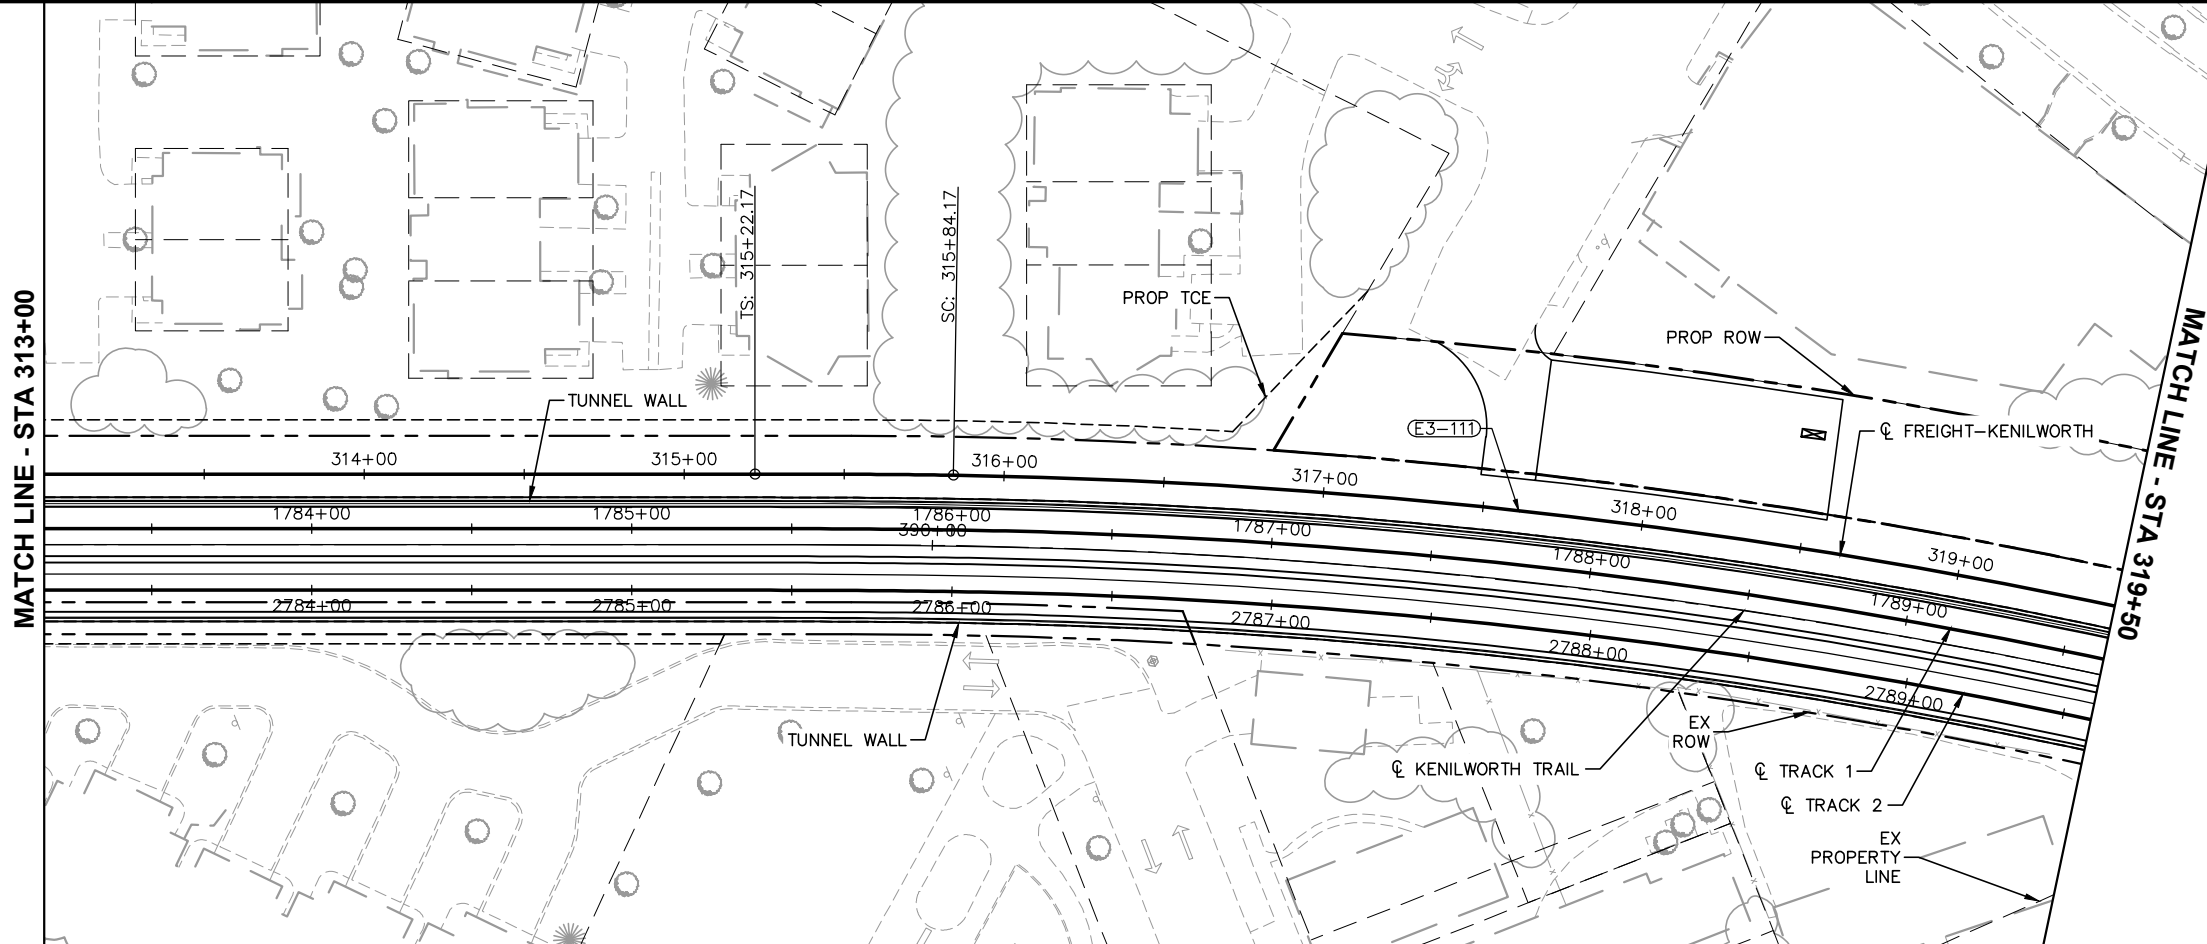 MATCH LINE - STA 313+00
TS: 315+22.17
SC: 315+84.17
PROP TCE
PROP ROW
MATCH LINE - STA 319+50
TUNNEL WALL
E3-111
℄ FREIGHT-KENILWORTH
314+00
315+00
316+00
317+00
318+00
319+00
1784+00
1785+00
1786+00
390+00
1787+00
1788+00
1789+00
2784+00
2785+00
2786+00
2787+00
2788+00
2789+00
TUNNEL WALL
EX
ROW
℄ KENILWORTH TRAIL
℄ TRACK 1
℄ TRACK 2
EX
PROPERTY
LINE